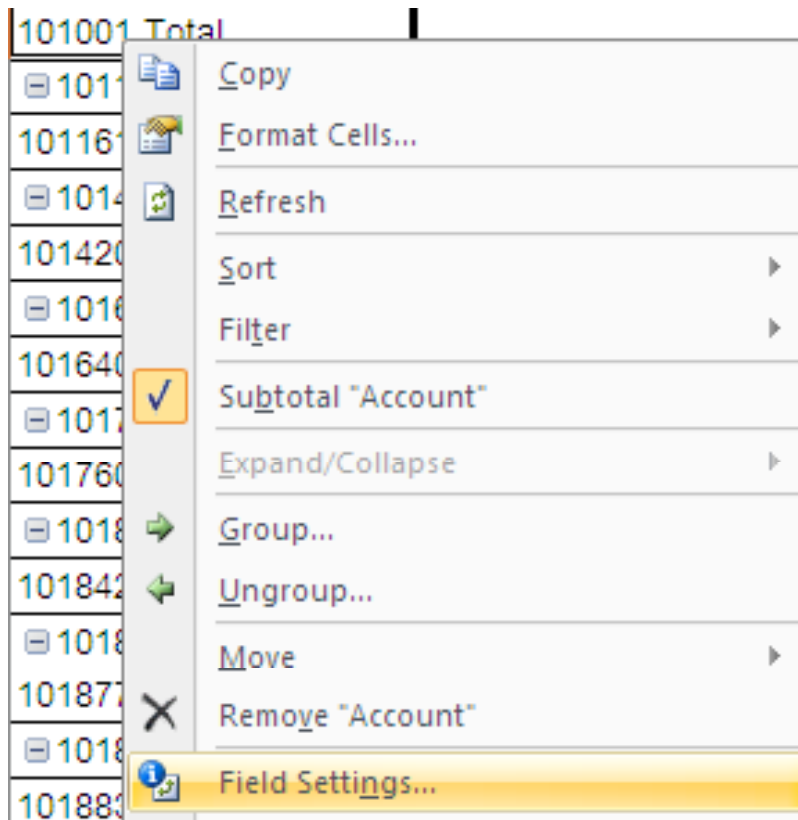 101001 Total
Copy
1011
Format Cells...
101161
1014
Refresh
101420
Sort
1016
Filter
101640
Subtotal "Account"
1017
Expand/Collapse
101760
1018
Group...
101842
Ungroup...
1018
Move
101877
Remove "Account"
1018
Field Settings...
101883